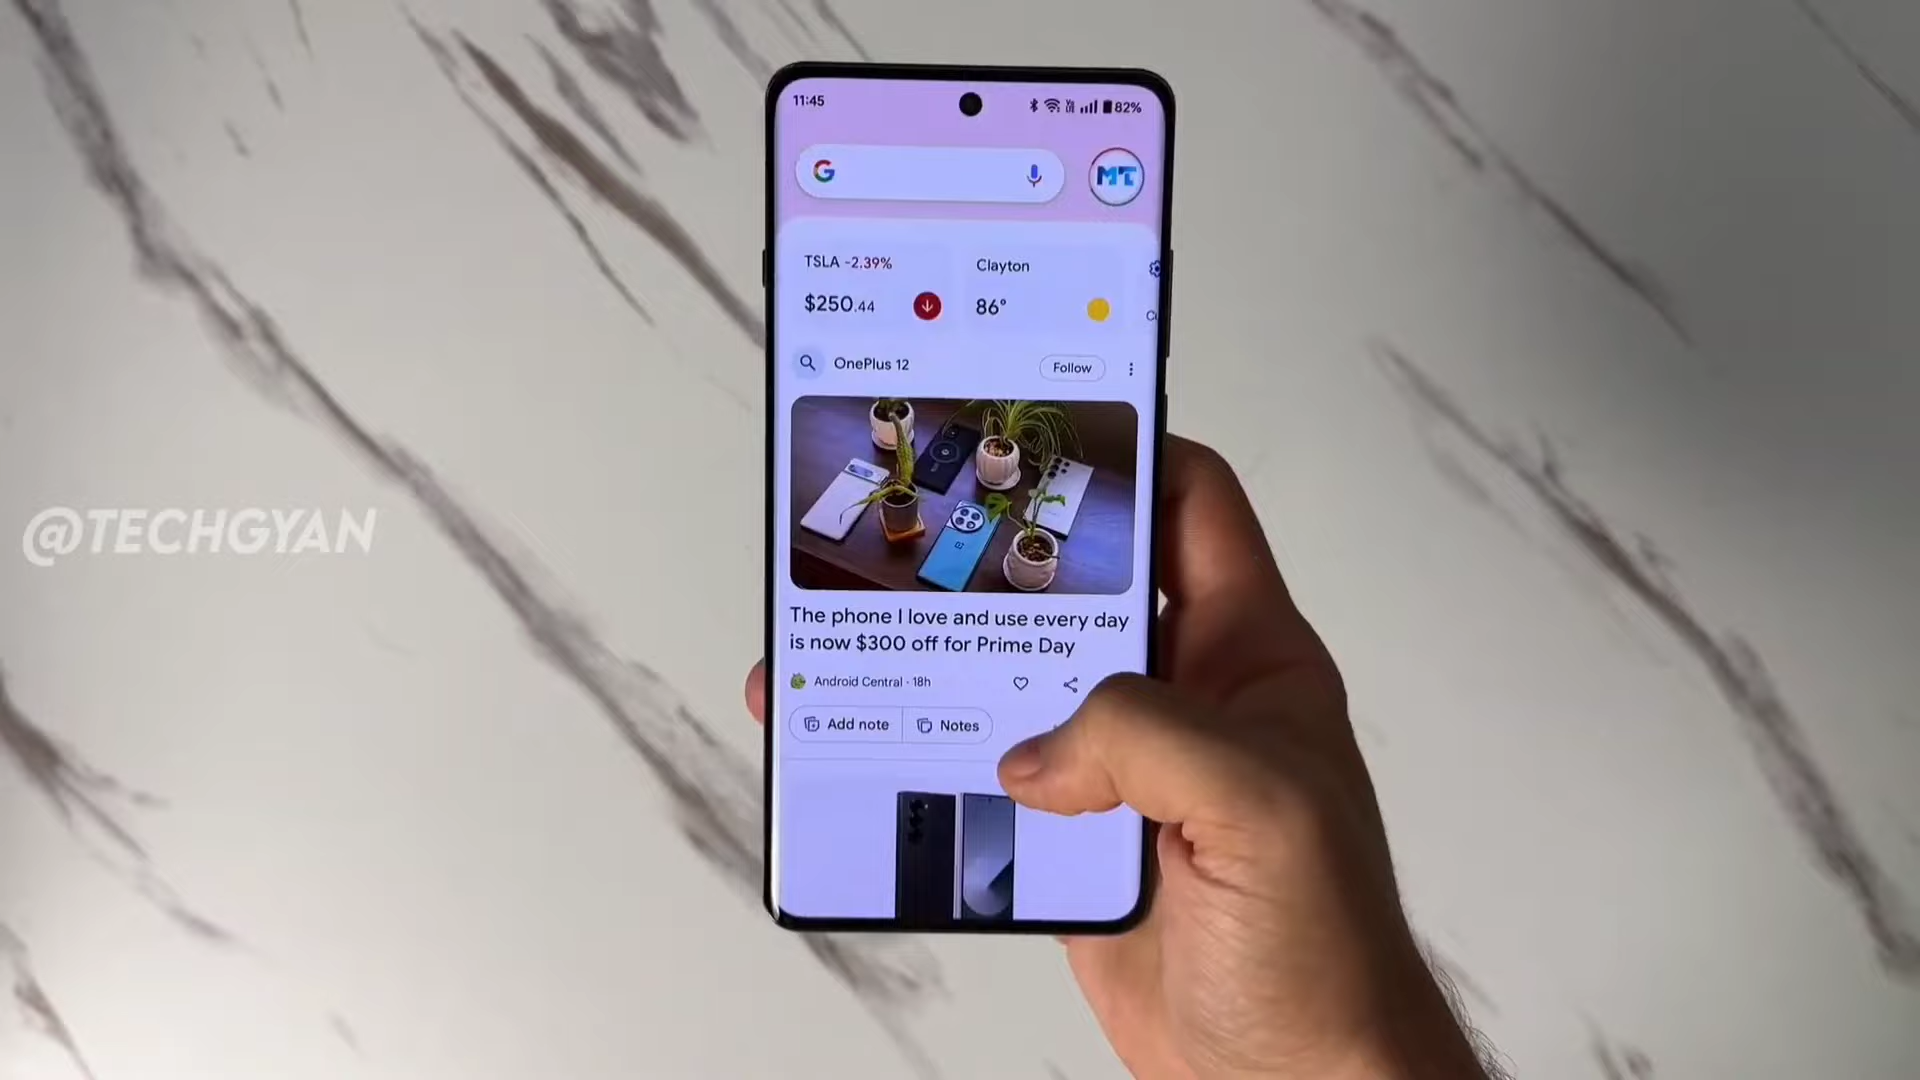 11:45
82%
G
MT
TSLA -2.39%
Clayton
$250.44
86°
OnePlus 12
Follow
@TECHGYAN
The phone I love and use every day
is now $300 off for Prime Day
Android Central · 18h
Add note
Notes